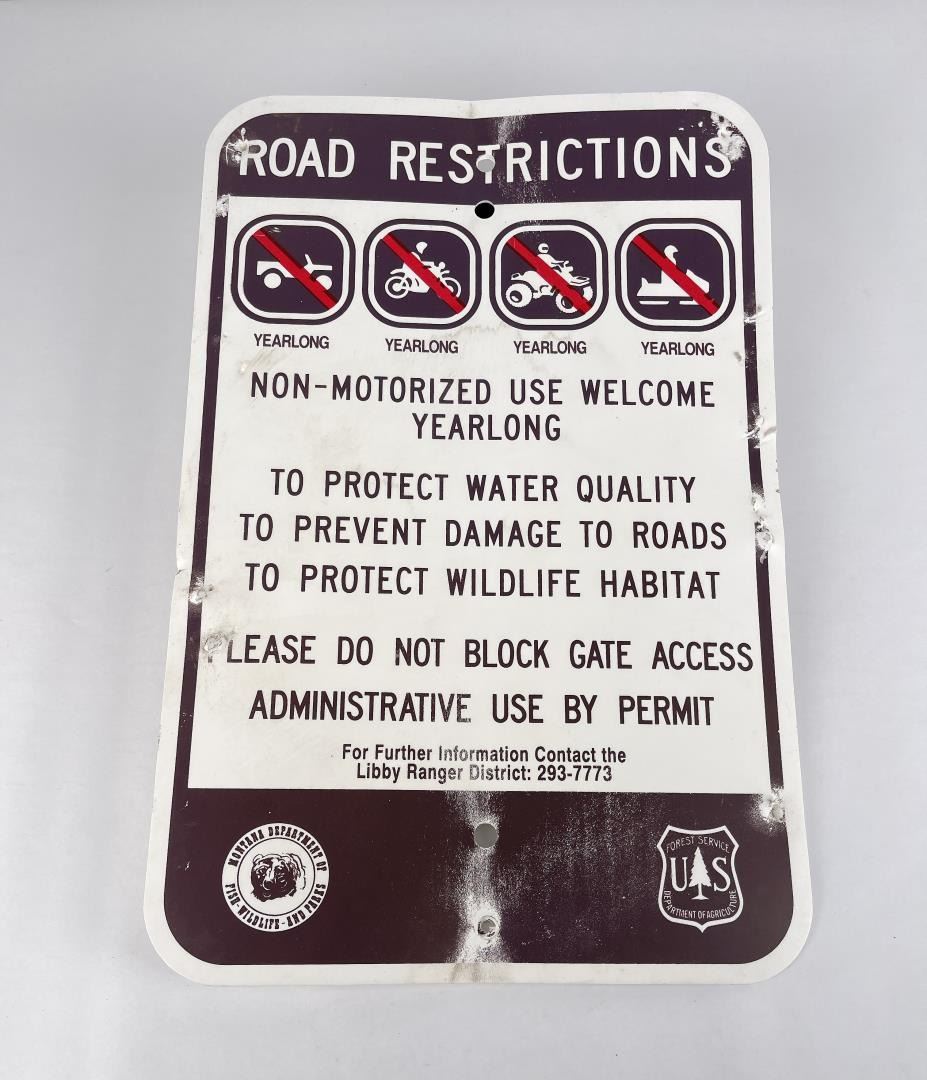 ROAD RESTRICTIONS
YEARLONG YEARLONG YEARLONG YEARLONG
NON-MOTORIZED USE WELCOME
YEARLONG
TO PROTECT WATER QUALITY
TO PREVENT DAMAGE TO ROADS
TO PROTECT WILDLIFE HABITAT
PLEASE DO NOT BLOCK GATE ACCESS
ADMINISTRATIVE USE BY PERMIT
For Further Information Contact the
Libby Ranger District: 293-7773
MONTANA DEPARTMENT OF
FISH-WILDLIFE-AND PARKS
FOREST SERVICE
US
DEPARTMENT OF AGRICULTURE